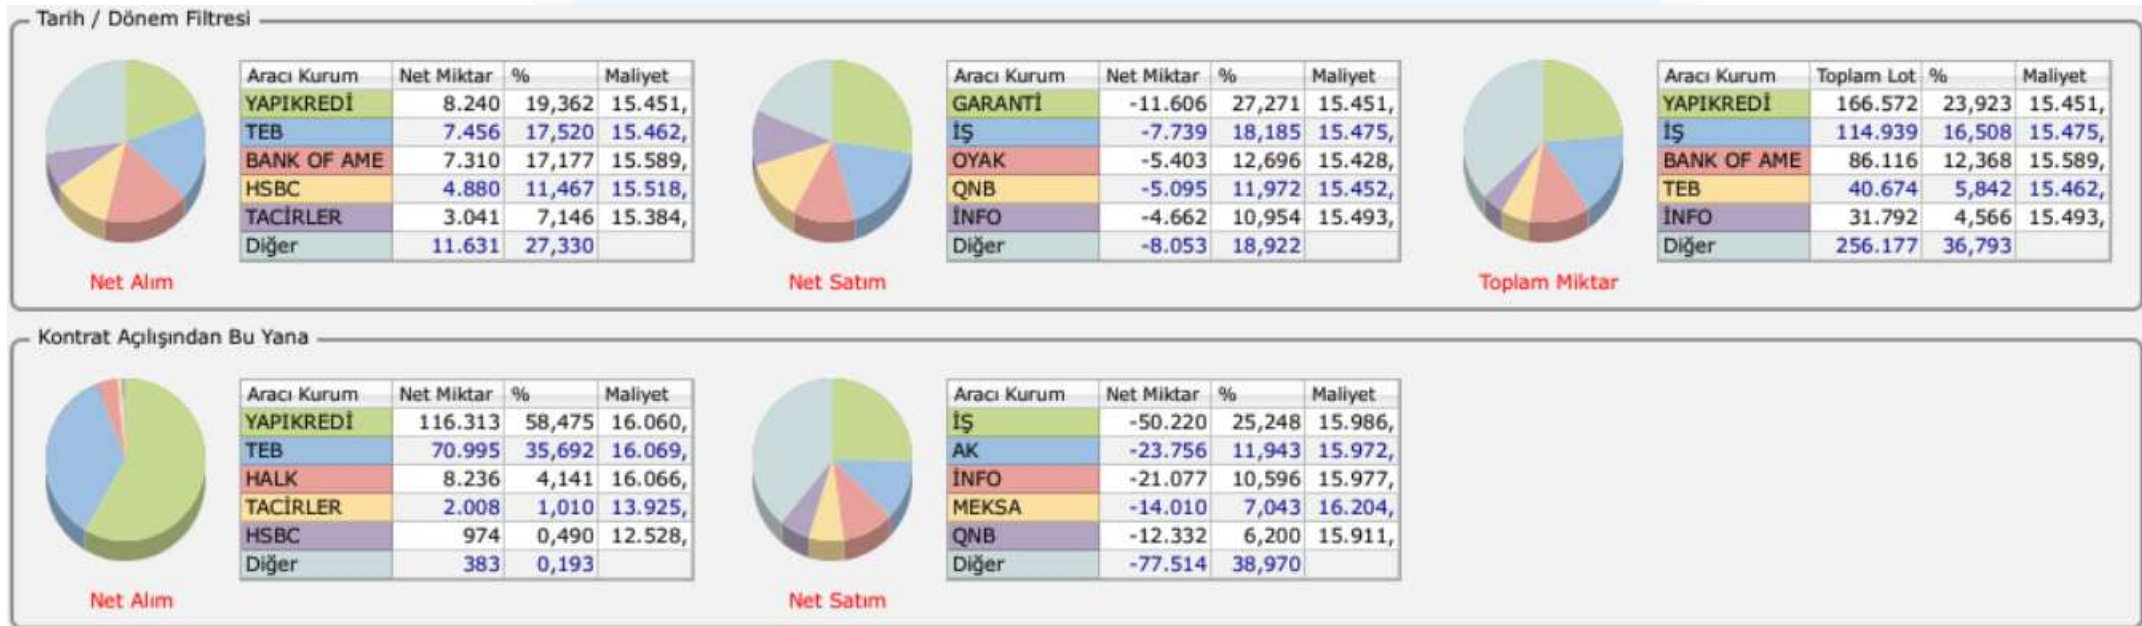 Tarih / Dönem Filtresi
Aracı Kurum Net Miktar % Maliyet
YAPIKREDİ 8.240 19,362 15.451,
TEB 7.456 17,520 15.462,
BANK OF AME 7.310 17,177 15.589,
HSBC 4.880 11,467 15.518,
TACİRLER 3.041 7,146 15.384,
Diğer 11.631 27,330
Net Alım
Aracı Kurum Net Miktar % Maliyet
GARANTİ -11.606 27,271 15.451,
İŞ -7.739 18,185 15.475,
OYAK -5.403 12,696 15.428,
QNB -5.095 11,972 15.452,
İNFO -4.662 10,954 15.493,
Diğer -8.053 18,922
Net Satım
Aracı Kurum Toplam Lot % Maliyet
YAPIKREDİ 166.572 23,923 15.451,
İŞ 114.939 16,508 15.475,
BANK OF AME 86.116 12,368 15.589,
TEB 40.674 5,842 15.462,
İNFO 31.792 4,566 15.493,
Diğer 256.177 36,793
Toplam Miktar
Kontrat Açılışından Bu Yana
Aracı Kurum Net Miktar % Maliyet
YAPIKREDİ 116.313 58,475 16.060,
TEB 70.995 35,692 16.069,
HALK 8.236 4,141 16.066,
TACİRLER 2.008 1,010 13.925,
HSBC 974 0,490 12.528,
Diğer 383 0,193
Net Alım
Aracı Kurum Net Miktar % Maliyet
İŞ -50.220 25,248 15.986,
AK -23.756 11,943 15.972,
İNFO -21.077 10,596 15.977,
MEKSA -14.010 7,043 16.204,
QNB -12.332 6,200 15.911,
Diğer -77.514 38,970
Net Satım